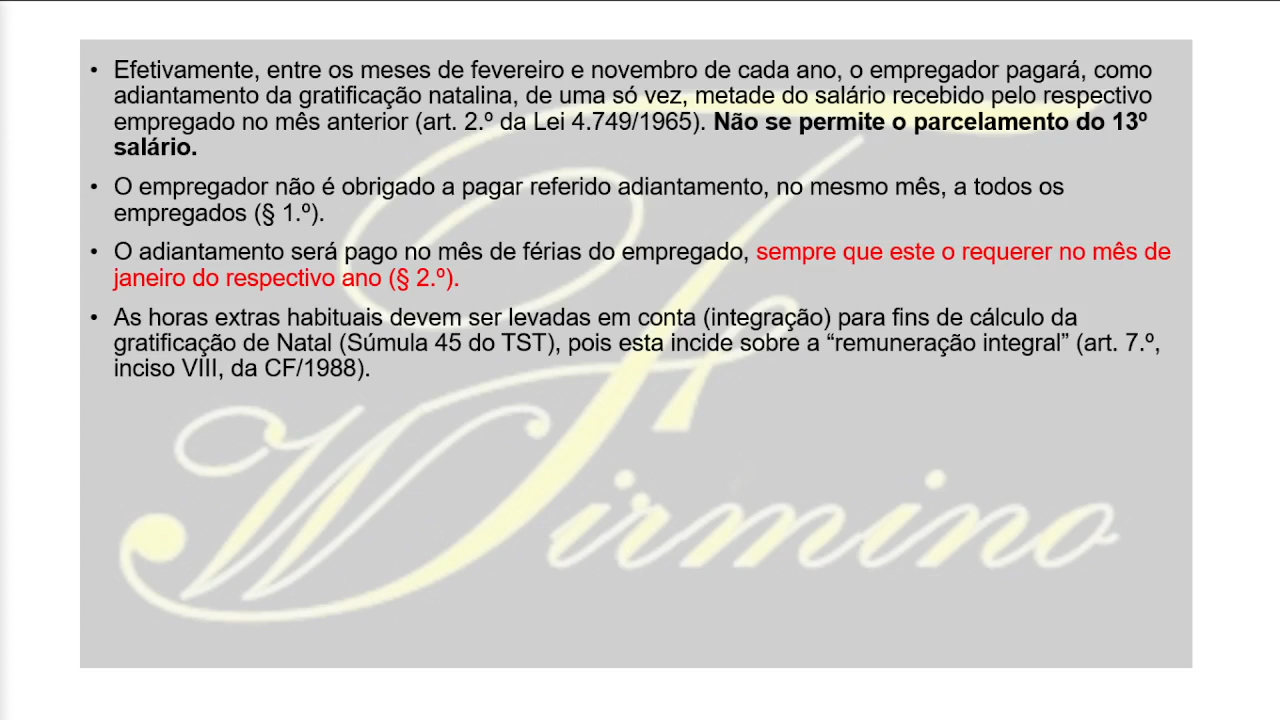 • Efetivamente, entre os meses de fevereiro e novembro de cada ano, o empregador pagará, como
adiantamento da gratificação natalina, de uma só vez, metade do salário recebido pelo respectivo
empregado no mês anterior (art. 2.º da Lei 4.749/1965). Não se permite o parcelamento do 13º
salário.
• O empregador não é obrigado a pagar referido adiantamento, no mesmo mês, a todos os
empregados (§ 1.º).
• O adiantamento será pago no mês de férias do empregado, sempre que este o requerer no mês de
janeiro do respectivo ano (§ 2.º).
• As horas extras habituais devem ser levadas em conta (integração) para fins de cálculo da
gratificação de Natal (Súmula 45 do TST), pois esta incide sobre a “remuneração integral” (art. 7.º,
inciso VIII, da CF/1988).
W Firmino